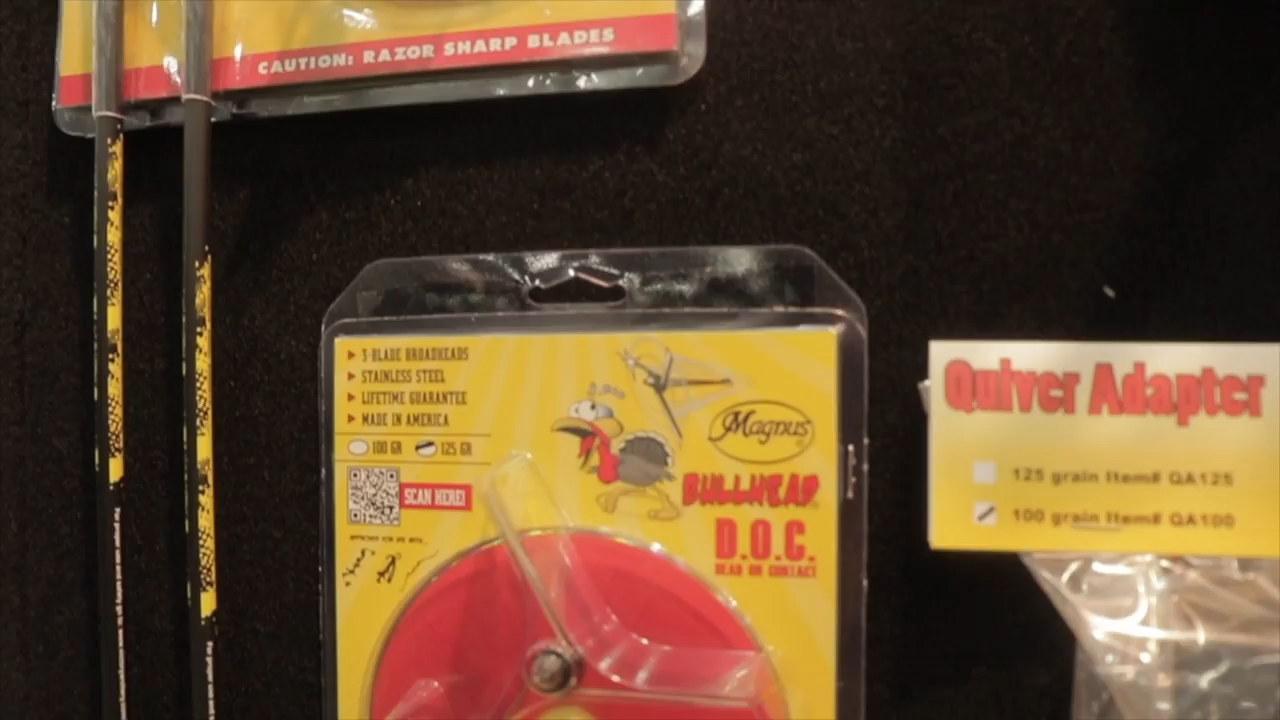 CAUTION: RAZOR SHARP BLADES
3-BLADE BROADHEADS
STAINLESS STEEL
LIFETIME GUARANTEE
MADE IN AMERICA
100 GR 125 GR
SCAN HERE!
Magnus
BULLHEAD
D.O.C.
DEAD ON CONTACT
Quiver Adapter
125 grain Item# QA125
100 grain Item# QA100